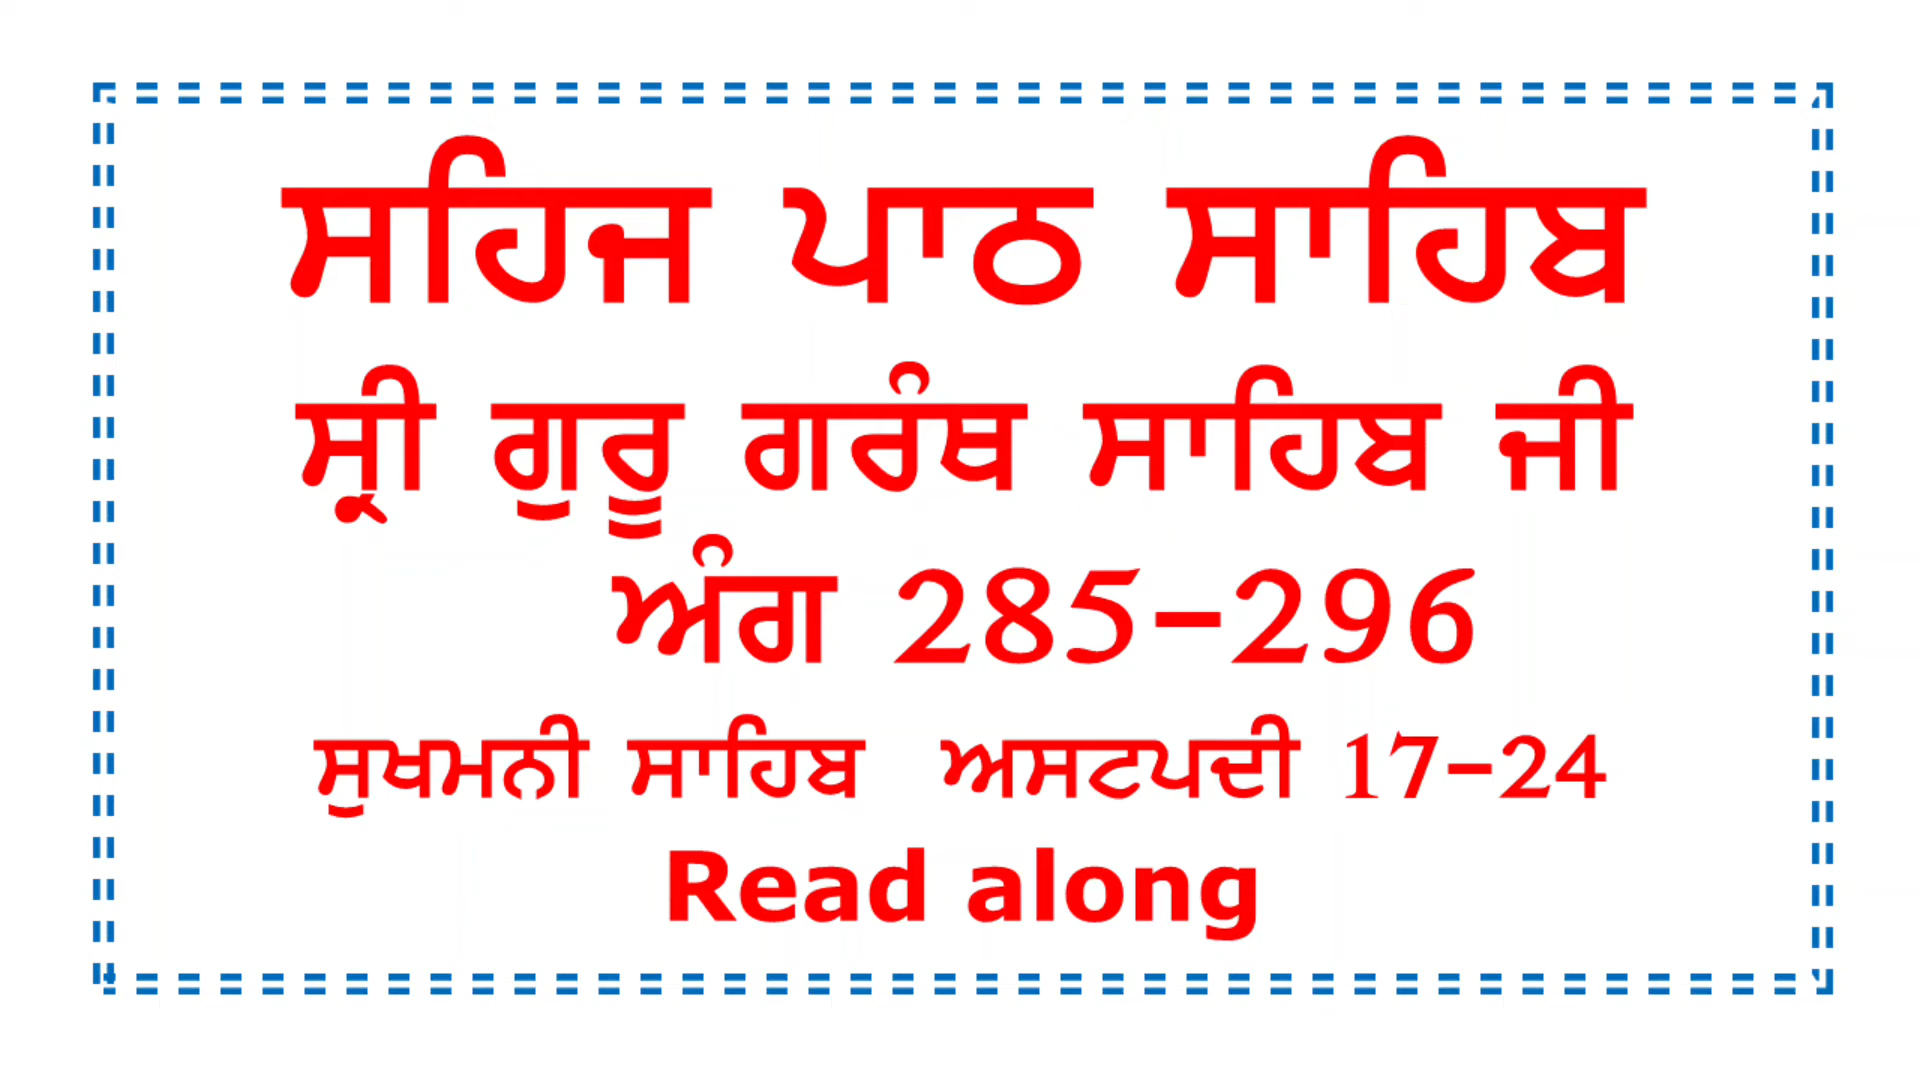 ਸਹਿਜ ਪਾਠ ਸਾਹਿਬ
ਸ੍ਰੀ ਗੁਰੂ ਗਰੰਥ ਸਾਹਿਬ ਜੀ
ਅੰਗ 285-296
ਸੁਖਮਨੀ ਸਾਹਿਬ ਅਸਟਪਦੀ 17-24
Read along